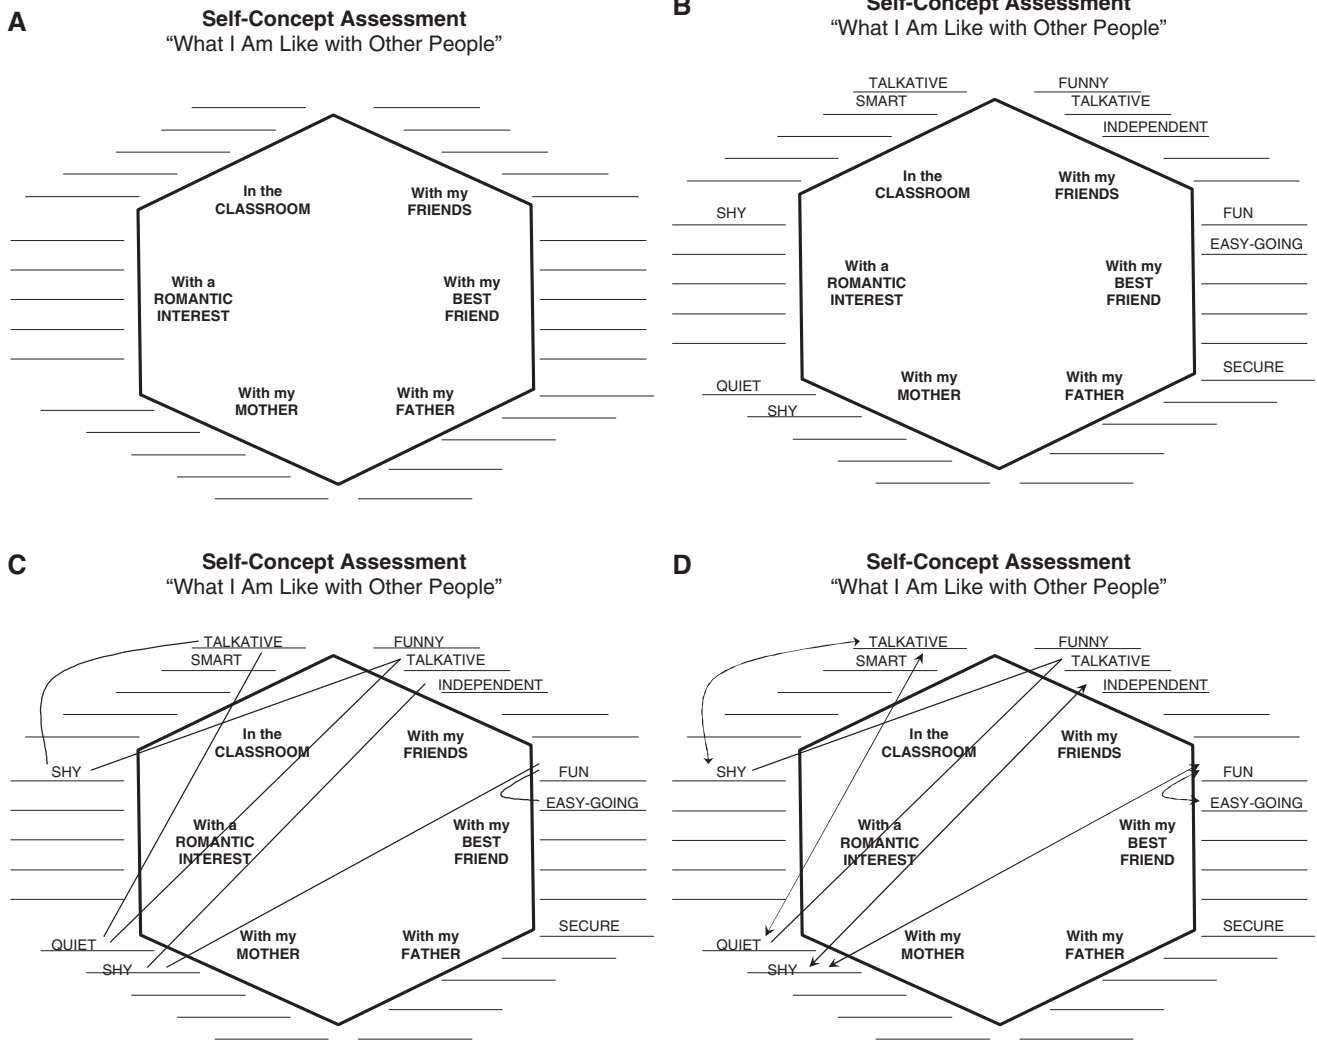 A
Self-Concept Assessment
“What I Am Like with Other People”
In the
CLASSROOM
With my
FRIENDS
With a
ROMANTIC
INTEREST
With my
BEST
FRIEND
With my
MOTHER
With my
FATHER
B
Self-Concept Assessment
“What I Am Like with Other People”
TALKATIVE
SMART
FUNNY
TALKATIVE
INDEPENDENT
In the
CLASSROOM
With my
FRIENDS
SHY
FUN
EASY-GOING
With a
ROMANTIC
INTEREST
With my
BEST
FRIEND
SECURE
QUIET
SHY
With my
MOTHER
With my
FATHER
C
Self-Concept Assessment
“What I Am Like with Other People”
TALKATIVE
SMART
FUNNY
TALKATIVE
INDEPENDENT
In the
CLASSROOM
With my
FRIENDS
SHY
FUN
EASY-GOING
With a
ROMANTIC
INTEREST
With my
BEST
FRIEND
SECURE
QUIET
SHY
With my
MOTHER
With my
FATHER
D
Self-Concept Assessment
“What I Am Like with Other People”
TALKATIVE
SMART
FUNNY
TALKATIVE
INDEPENDENT
In the
CLASSROOM
With my
FRIENDS
SHY
FUN
EASY-GOING
With a
ROMANTIC
INTEREST
With my
BEST
FRIEND
SECURE
QUIET
SHY
With my
MOTHER
With my
FATHER